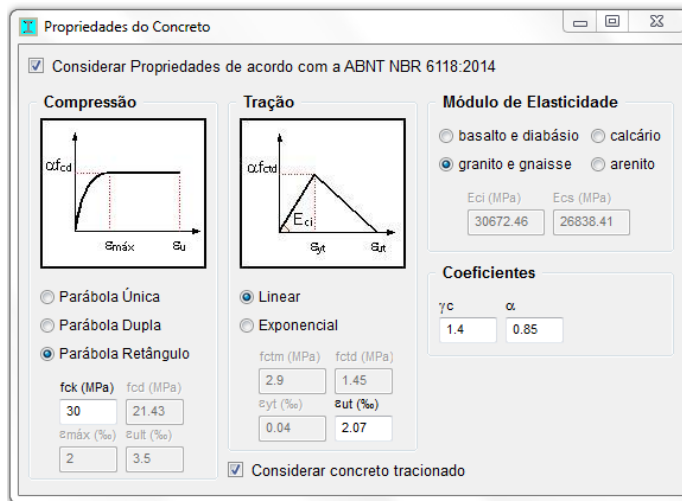 Propriedades do Concreto
Considerar Propriedades de acordo com a ABNT NBR 6118:2014
Compressão
αfcd
εmáx
εu
Parábola Única
Parábola Dupla
Parábola Retângulo
fck (MPa) fcd (MPa)
30 21.43
εmáx (‰) εult (‰)
2 3.5
Tração
αfctd
Eci
εyt
εut
Linear
Exponencial
fctm (MPa) fctd (MPa)
2.9 1.45
εyt (‰) εut (‰)
0.04 2.07
Considerar concreto tracionado
Módulo de Elasticidade
basalto e diabásio calcário
granito e gnaisse arenito
Eci (MPa) Ecs (MPa)
30672.46 26838.41
Coeficientes
γc α
1.4 0.85